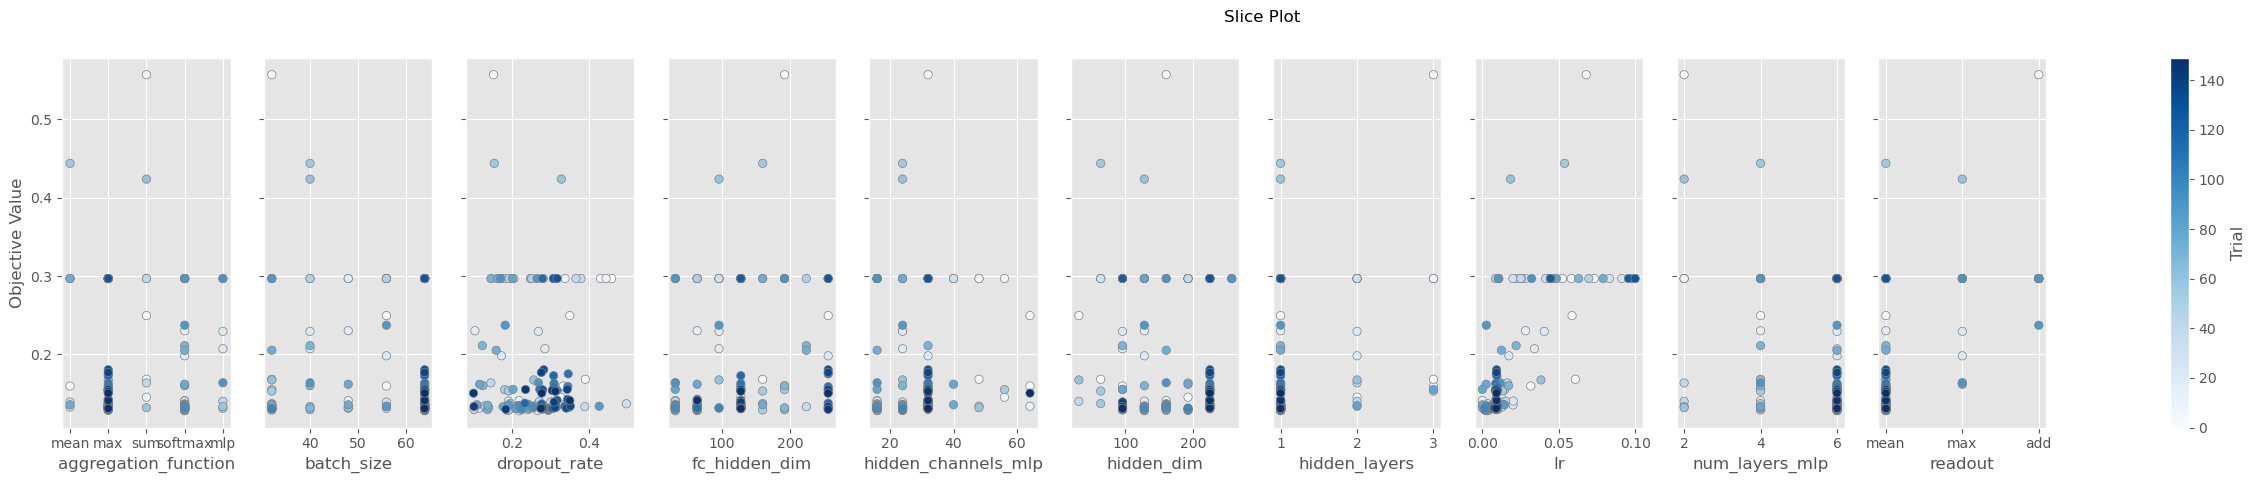 Slice Plot
Objective Value
0.5
0.4
0.3
0.2
mean max sum softmax mlp
aggregation_function
40 60
batch_size
0.2 0.4
dropout_rate
100 200
fc_hidden_dim
20 40 60
hidden_channels_mlp
100 200
hidden_dim
1 2 3
hidden_layers
0.00 0.05 0.10
lr
2 4 6
num_layers_mlp
mean max add
readout
140
120
100
80
60
40
20
0
Trial